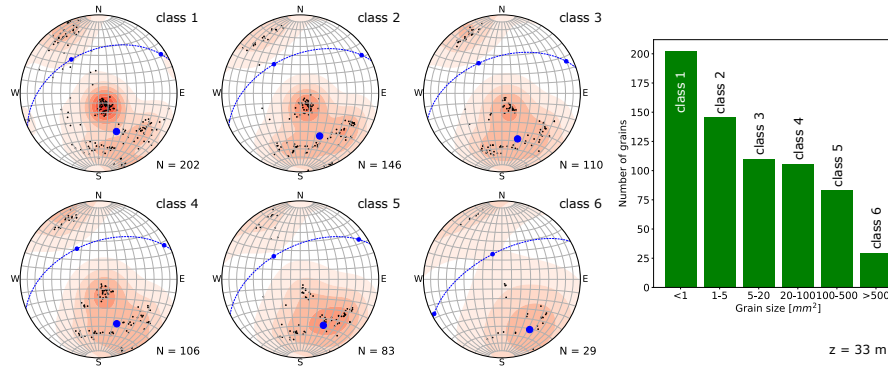 N
class 1
W
E
S
N = 202
N
class 2
W
E
S
N = 146
N
class 3
W
E
S
N = 110
N
class 4
W
E
S
N = 106
N
class 5
W
E
S
N = 83
N
class 6
W
E
S
N = 29
Number of grains
200
175
150
125
100
75
50
25
0
class 1
class 2
class 3
class 4
class 5
class 6
<1 1-5 5-20 20-100 100-500 >500
Grain size [mm²]
z = 33 m